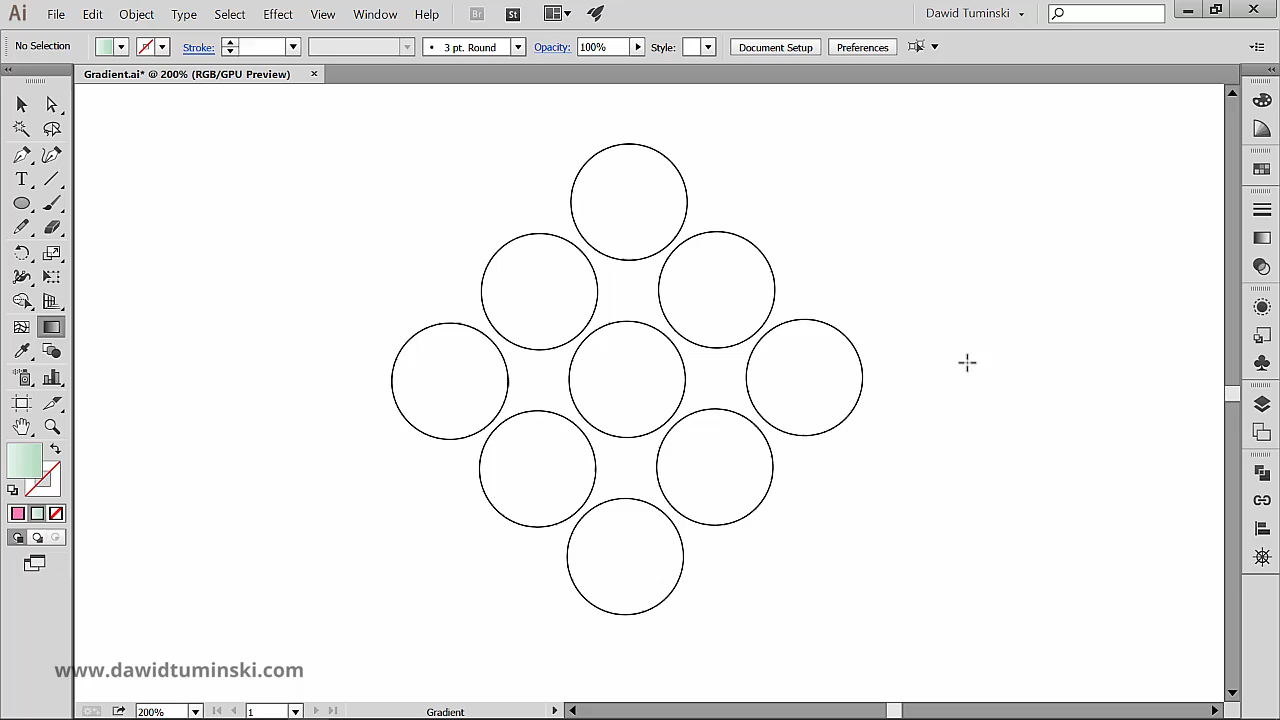 Ai File Edit Object Type Select Effect View Window Help Br St Dawid Tuminski
No Selection Stroke: 3 pt. Round Opacity: 100% Style: Document Setup Preferences
Gradient.ai* @ 200% (RGB/GPU Preview) ×
T
www.dawidtuminski.com
200% 1 Gradient